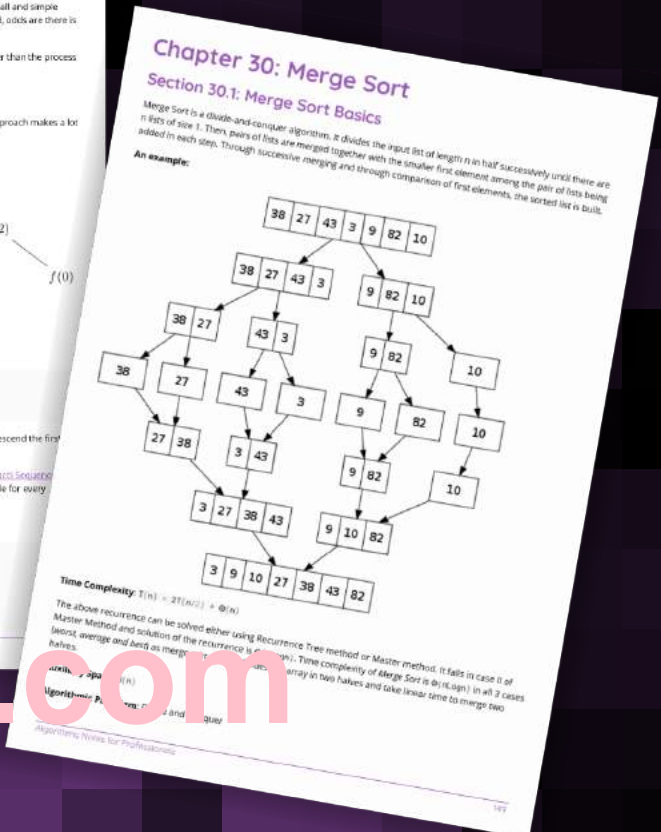 all and simple
, odds are there is
r than the process
proach makes a lot
2)
f(0)
escend the first
cci Sequence
le for every
Chapter 30: Merge Sort
Section 30.1: Merge Sort Basics
Merge Sort is a divide-and-conquer algorithm. It divides the input list of length n in half successively until there are
n lists of size 1. Then, pairs of lists are merged together with the smaller first element among the pair of lists being
added in each step. Through successive merging and through comparison of first elements, the sorted list is built.
An example:
38 27 43 3 9 82 10
38 27 43 3
9 82 10
38 27
43 3
9 82
10
38
27
43
3
9
82
10
27 38
3 43
9 82
10
3 27 38 43
9 10 82
3 9 10 27 38 43 82
Time Complexity: T(n) = 2T(n/2) + Θ(n)
The above recurrence can be solved either using Recurrence Tree method or Master method. It falls in case II of
Master Method and solution of the recurrence is Time complexity of Merge Sort is Θ(nLogn) in all 3 cases
(worst, average and best) as merge array in two halves and take linear time to merge two
halves.
(n)
and
Algorithms Notes for Professionals
149
.com